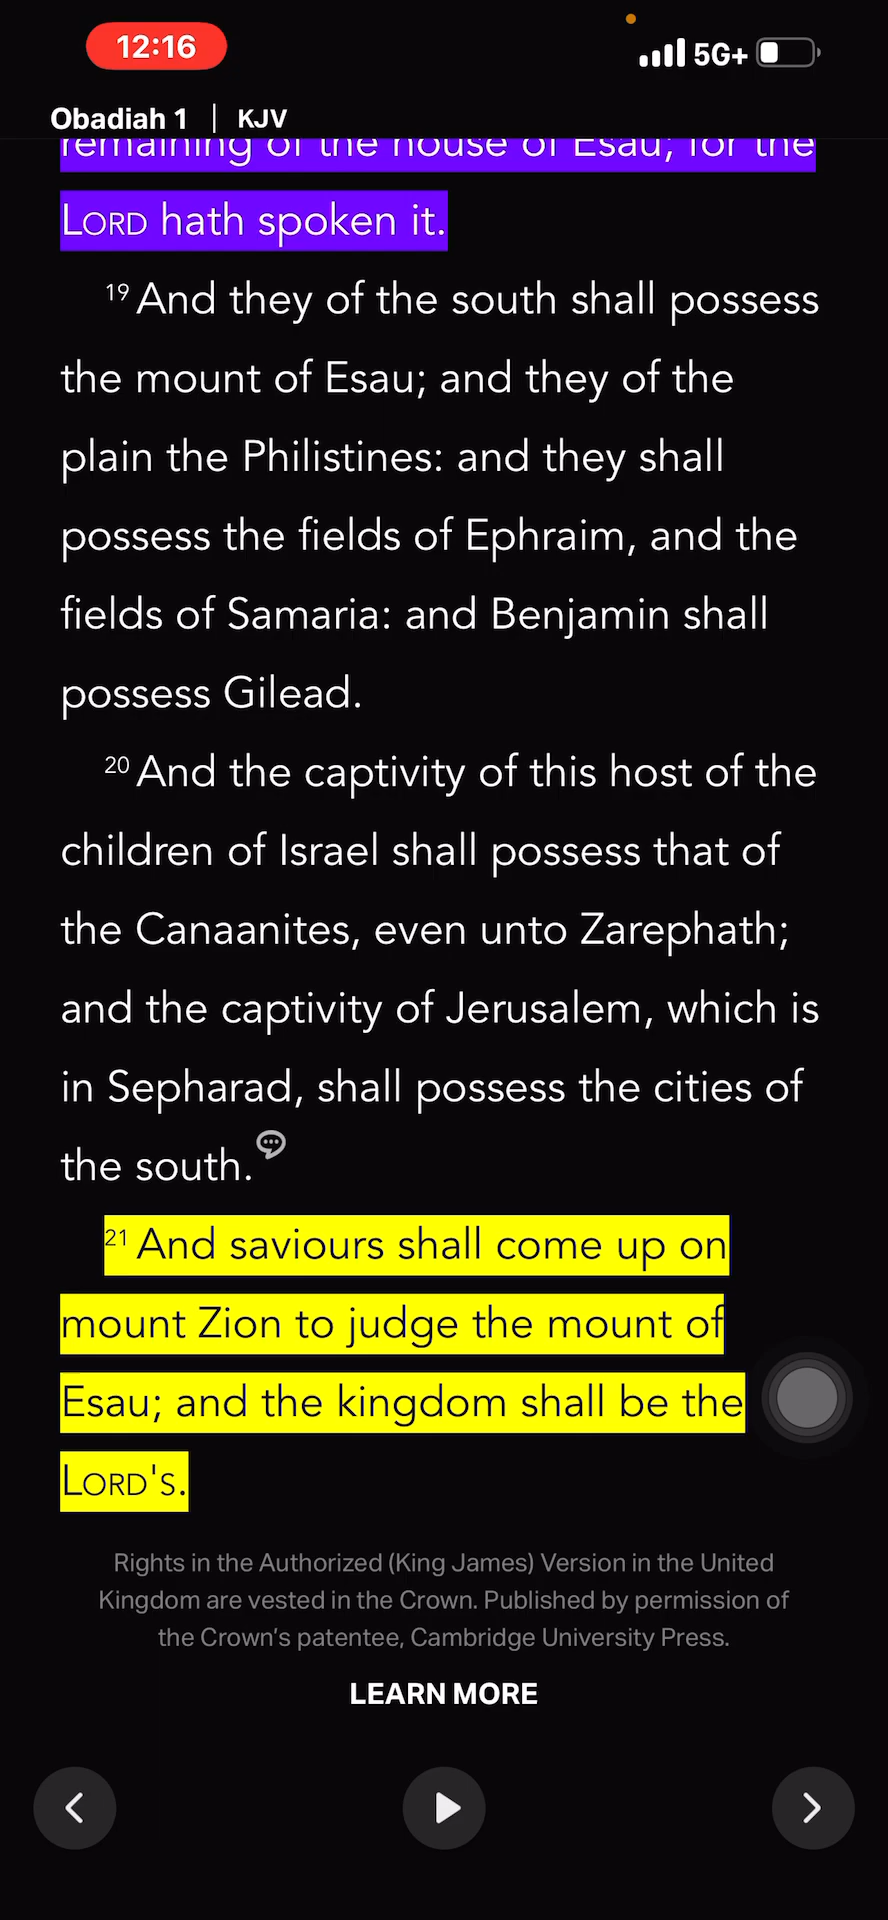 12:16
5G+
Obadiah 1 | KJV
remaining of the house of Esau; for the
LORD hath spoken it.
19 And they of the south shall possess
the mount of Esau; and they of the
plain the Philistines: and they shall
possess the fields of Ephraim, and the
fields of Samaria: and Benjamin shall
possess Gilead.
20 And the captivity of this host of the
children of Israel shall possess that of
the Canaanites, even unto Zarephath;
and the captivity of Jerusalem, which is
in Sepharad, shall possess the cities of
the south.
21 And saviours shall come up on
mount Zion to judge the mount of
Esau; and the kingdom shall be the
LORD's.
Rights in the Authorized (King James) Version in the United
Kingdom are vested in the Crown. Published by permission of
the Crown's patentee, Cambridge University Press.
LEARN MORE